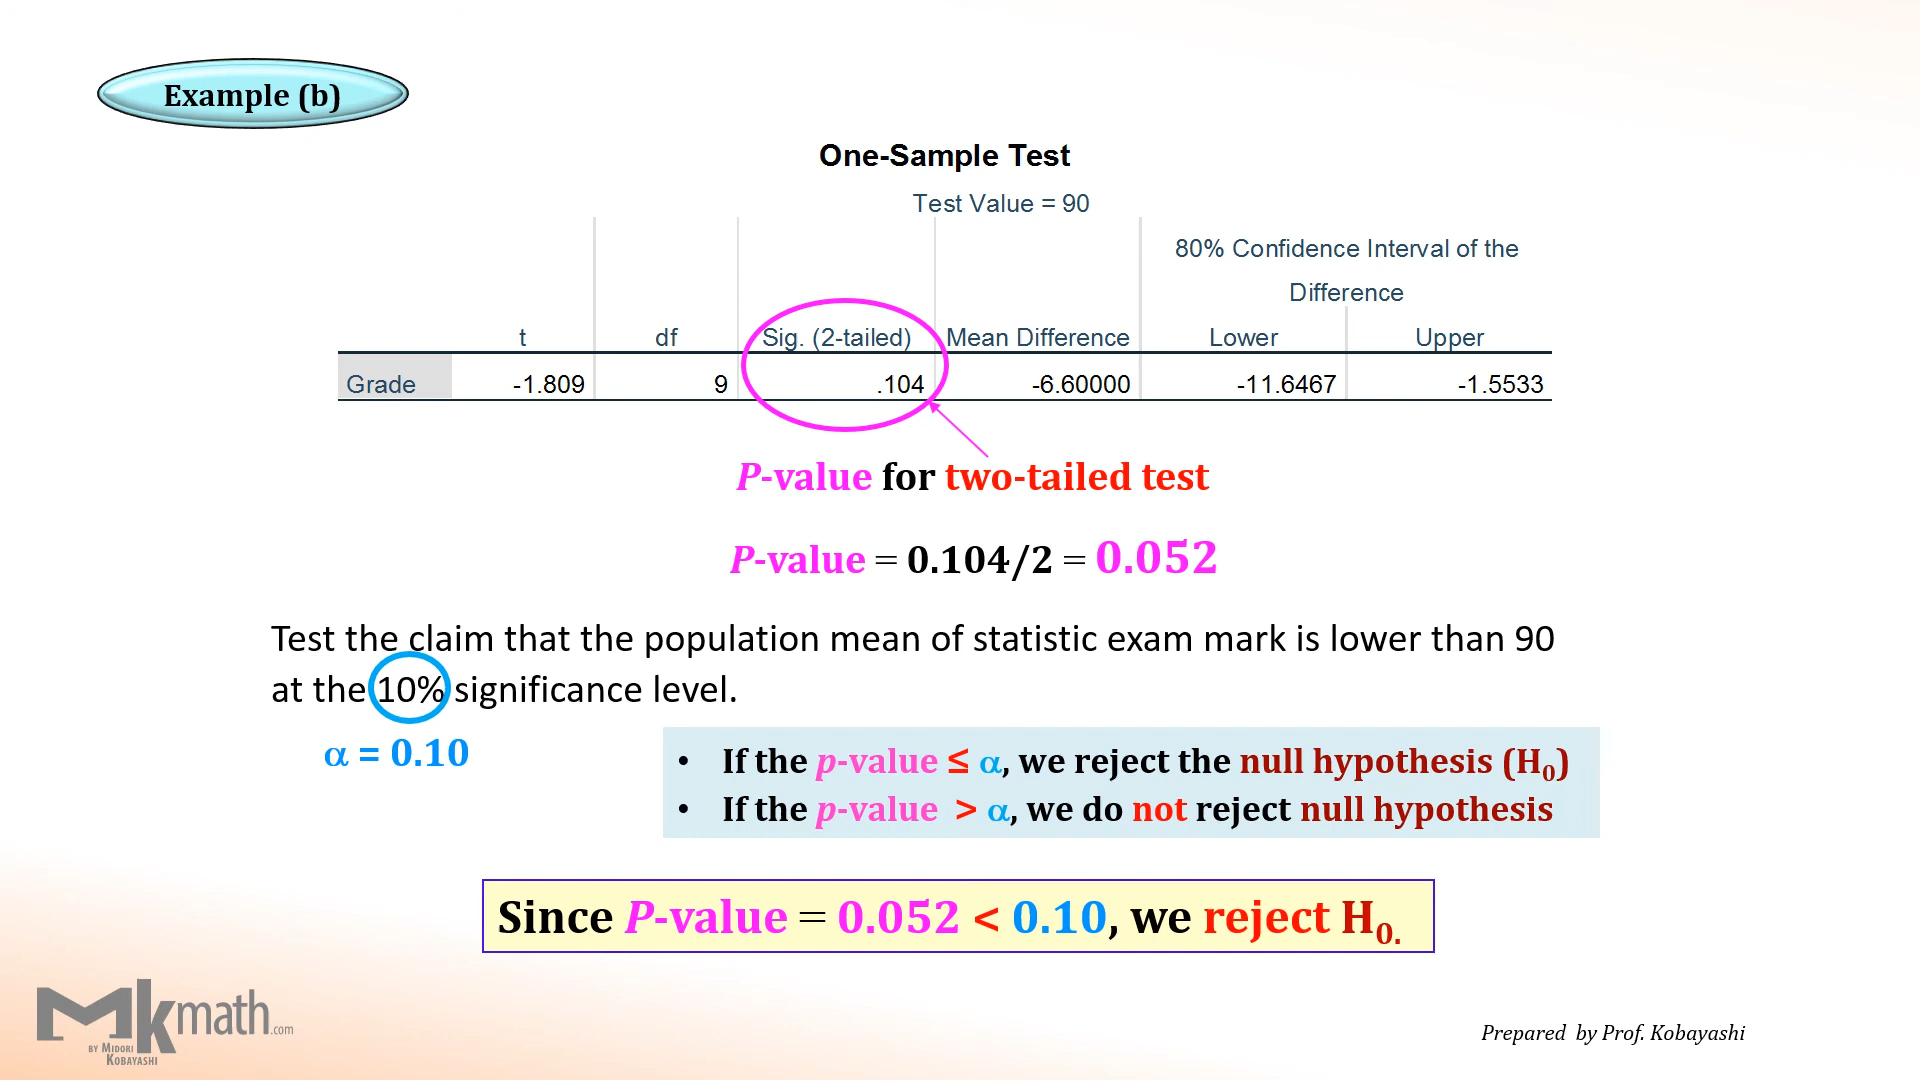 Example (b)
One-Sample Test
Test Value = 90
80% Confidence Interval of the
Difference
t df Sig. (2-tailed) Mean Difference Lower Upper
Grade -1.809 9 .104 -6.60000 -11.6467 -1.5533
P-value for two-tailed test
P-value = 0.104/2 = 0.052
Test the claim that the population mean of statistic exam mark is lower than 90
at the 10% significance level.
α = 0.10
• If the p-value ≤ α, we reject the null hypothesis (H₀)
• If the p-value > α, we do not reject null hypothesis
Since P-value = 0.052 < 0.10, we reject H₀.
Mkmath.com
BY MIDORI
KOBAYASHI
Prepared by Prof. Kobayashi